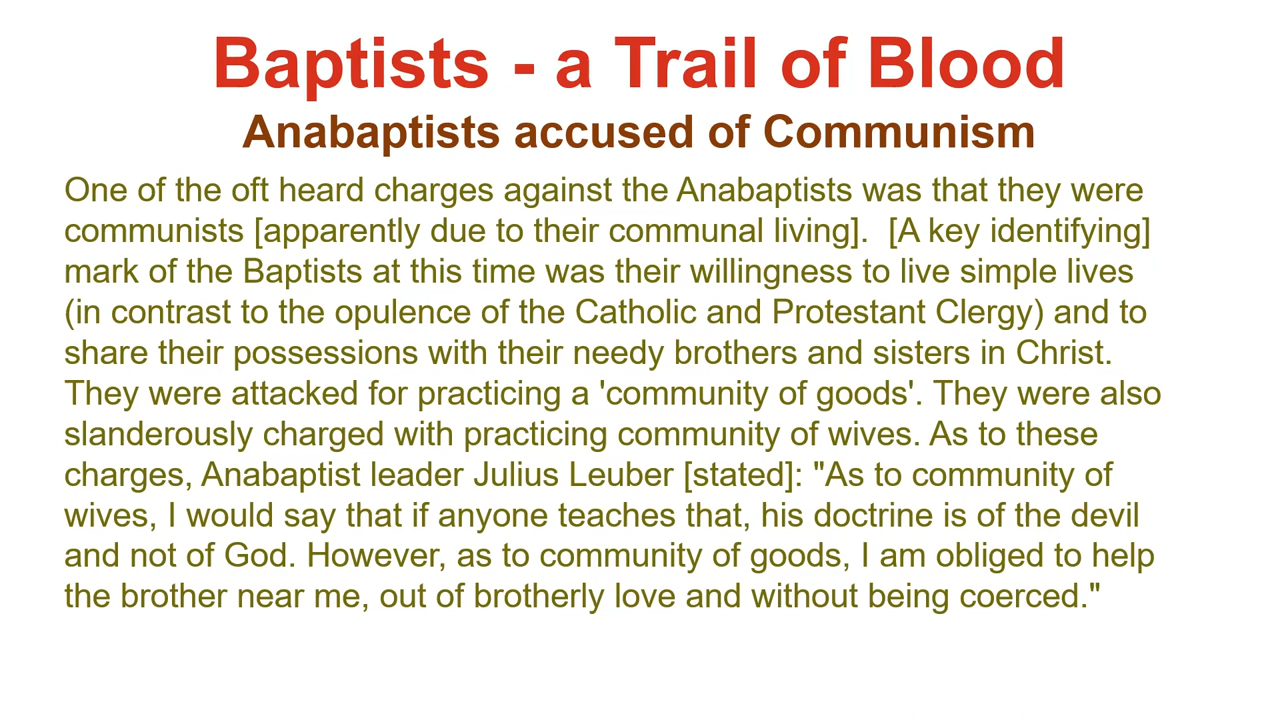 Baptists - a Trail of Blood
Anabaptists accused of Communism
One of the oft heard charges against the Anabaptists was that they were
communists [apparently due to their communal living].  [A key identifying]
mark of the Baptists at this time was their willingness to live simple lives
(in contrast to the opulence of the Catholic and Protestant Clergy) and to
share their possessions with their needy brothers and sisters in Christ.
They were attacked for practicing a 'community of goods'. They were also
slanderously charged with practicing community of wives. As to these
charges, Anabaptist leader Julius Leuber [stated]: "As to community of
wives, I would say that if anyone teaches that, his doctrine is of the devil
and not of God. However, as to community of goods, I am obliged to help
the brother near me, out of brotherly love and without being coerced."